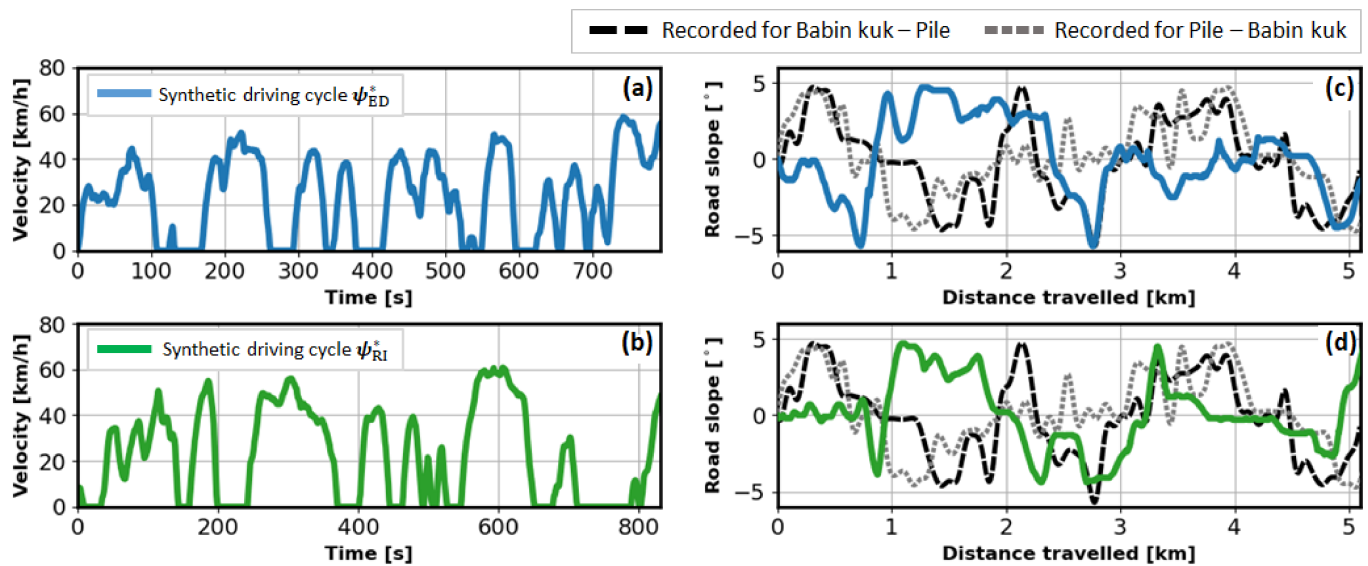 Recorded for Babin kuk – Pile
Recorded for Pile – Babin kuk
80
60
40
20
0
Velocity [km/h]
Synthetic driving cycle ψ*ED
(a)
0 100 200 300 400 500 600 700
Time [s]
5
0
−5
Road slope [°]
(c)
0 1 2 3 4 5
Distance travelled [km]
80
60
40
20
0
Velocity [km/h]
Synthetic driving cycle ψ*RI
(b)
0 200 400 600 800
Time [s]
5
0
−5
Road slope [°]
(d)
0 1 2 3 4 5
Distance travelled [km]